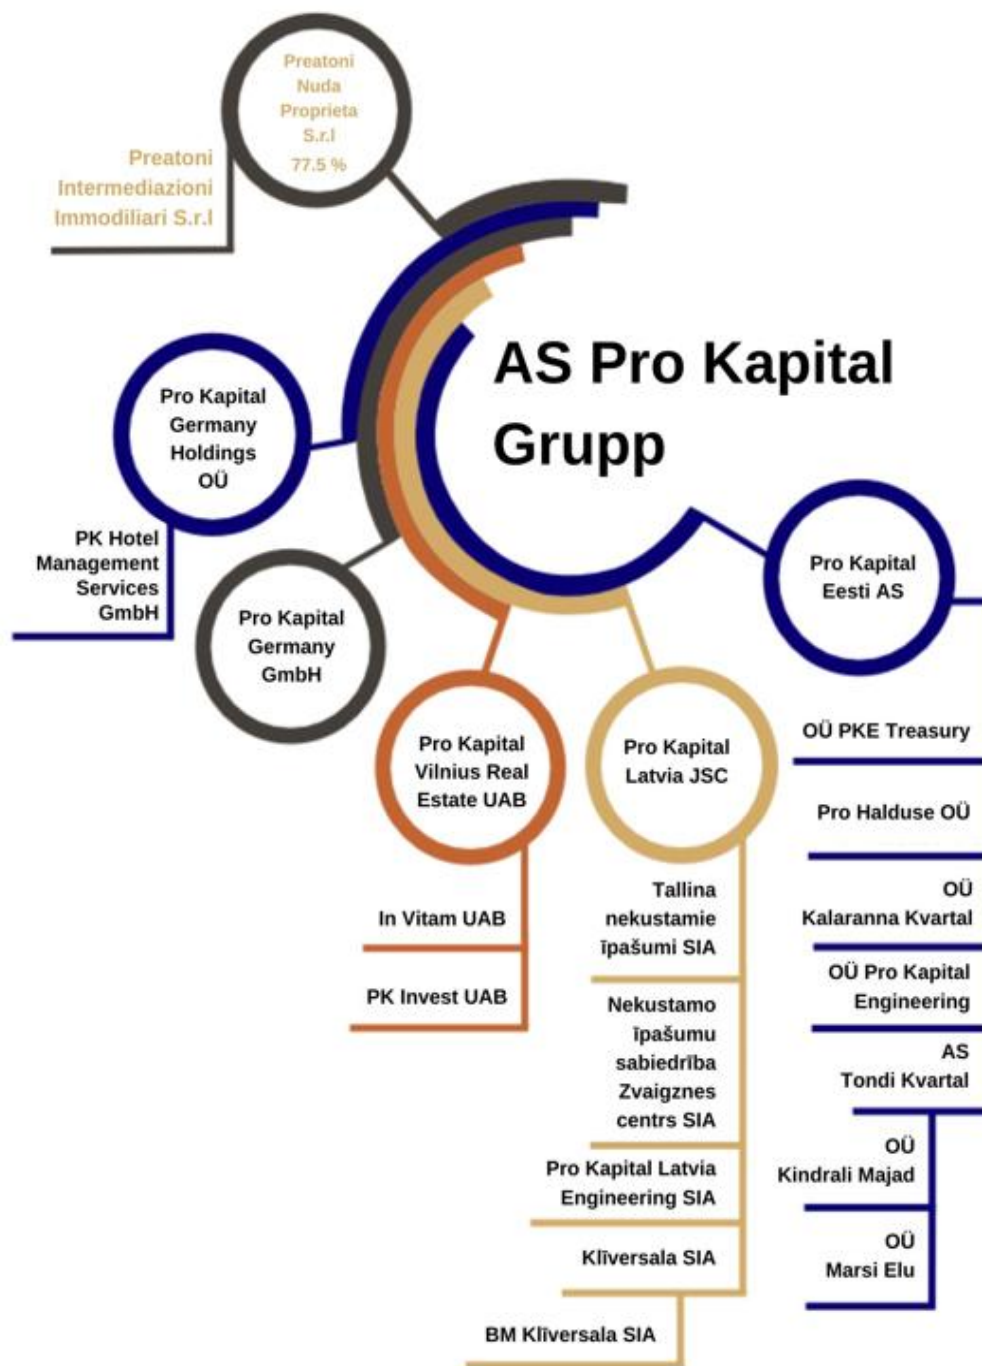 Preatoni
Nuda
Proprieta
S.r.l
77.5 %
Preatoni
Intermediazioni
Immodiliari S.r.l
AS Pro Kapital
Grupp
Pro Kapital
Germany
Holdings
OÜ
PK Hotel
Management
Services
GmbH
Pro Kapital
Germany
GmbH
Pro Kapital
Vilnius Real
Estate UAB
In Vitam UAB
PK Invest UAB
Pro Kapital
Latvia JSC
Tallina
nekustamie
īpašumi SIA
Nekustamo
īpašumu
sabiedrība
Zvaigznes
centrs SIA
Pro Kapital Latvia
Engineering SIA
Klīversala SIA
BM Klīversala SIA
Pro Kapital
Eesti AS
OÜ PKE Treasury
Pro Halduse OÜ
OÜ
Kalaranna Kvartal
OÜ Pro Kapital
Engineering
AS
Tondi Kvartal
OÜ
Kindrali Majad
OÜ
Marsi Elu